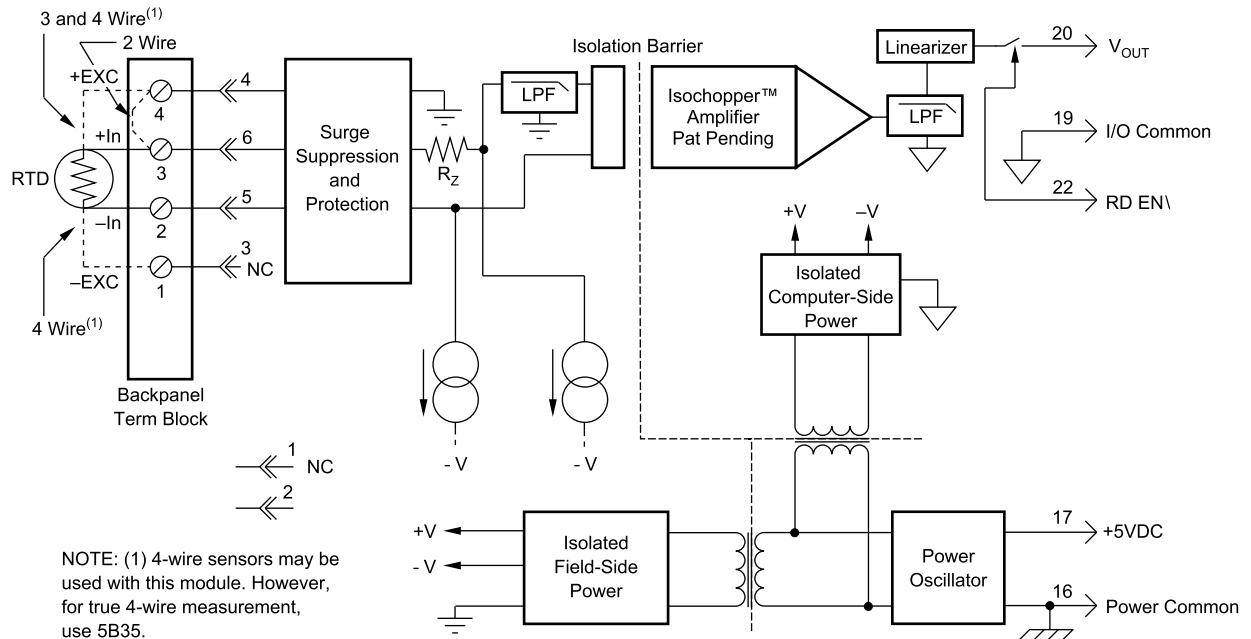 3 and 4 Wire(1)
2 Wire
+EXC
+In
RTD
–In
–EXC
4 Wire(1)
4
3
2
1
Backpanel
Term Block
4
6
5
3
NC
1
NC
2
Surge
Suppression
and
Protection
RZ
LPF
Isolation Barrier
Isochopper™
Amplifier
Pat Pending
Linearizer
LPF
20
VOUT
19
I/O Common
22
RD EN\
+V
–V
Isolated
Computer-Side
Power
- V
- V
+V
- V
Isolated
Field-Side
Power
Power
Oscillator
17
+5VDC
16
Power Common
NOTE: (1) 4-wire sensors may be
used with this module. However,
for true 4-wire measurement,
use 5B35.